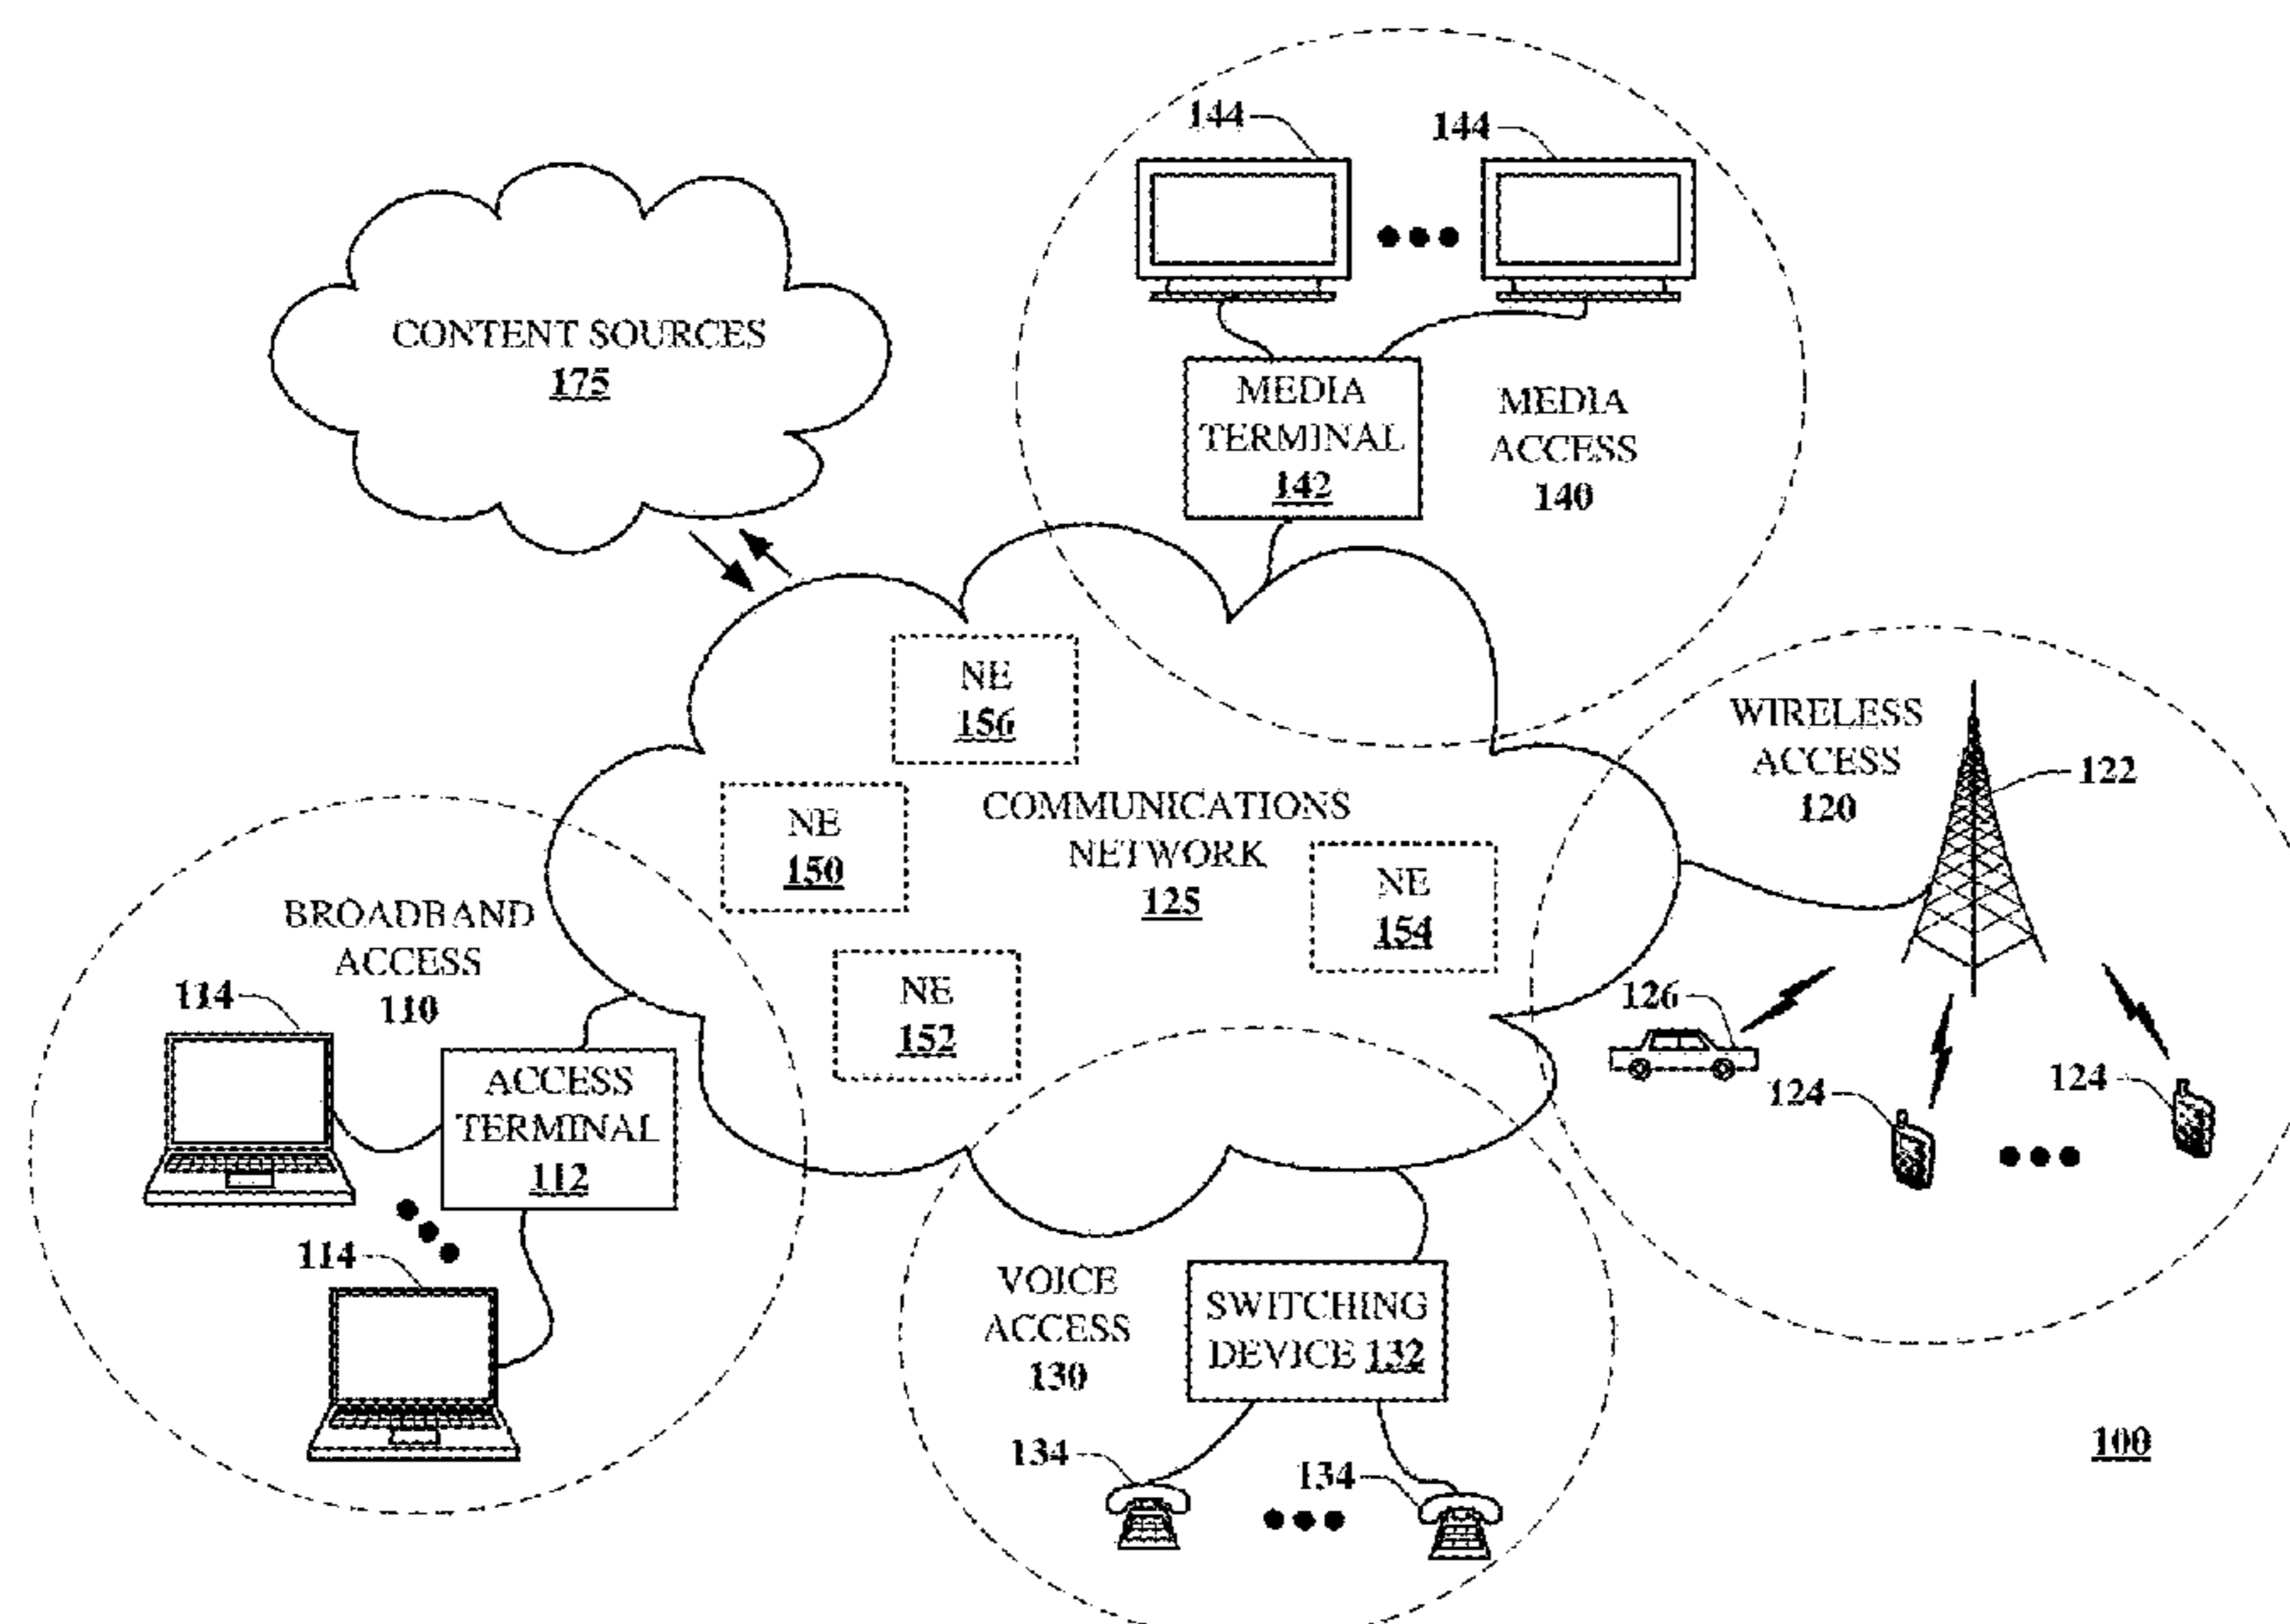 144
144
CONTENT SOURCES
175
MEDIA
TERMINAL
142
MEDIA
ACCESS
140
NE
156
WIRELESS
ACCESS
120
122
NE
150
COMMUNICATIONS
NETWORK
125
NE
154
BROADBAND
ACCESS
110
114
NE
152
126
124
124
ACCESS
TERMINAL
112
114
VOICE
ACCESS
130
SWITCHING
DEVICE 132
134
134
100